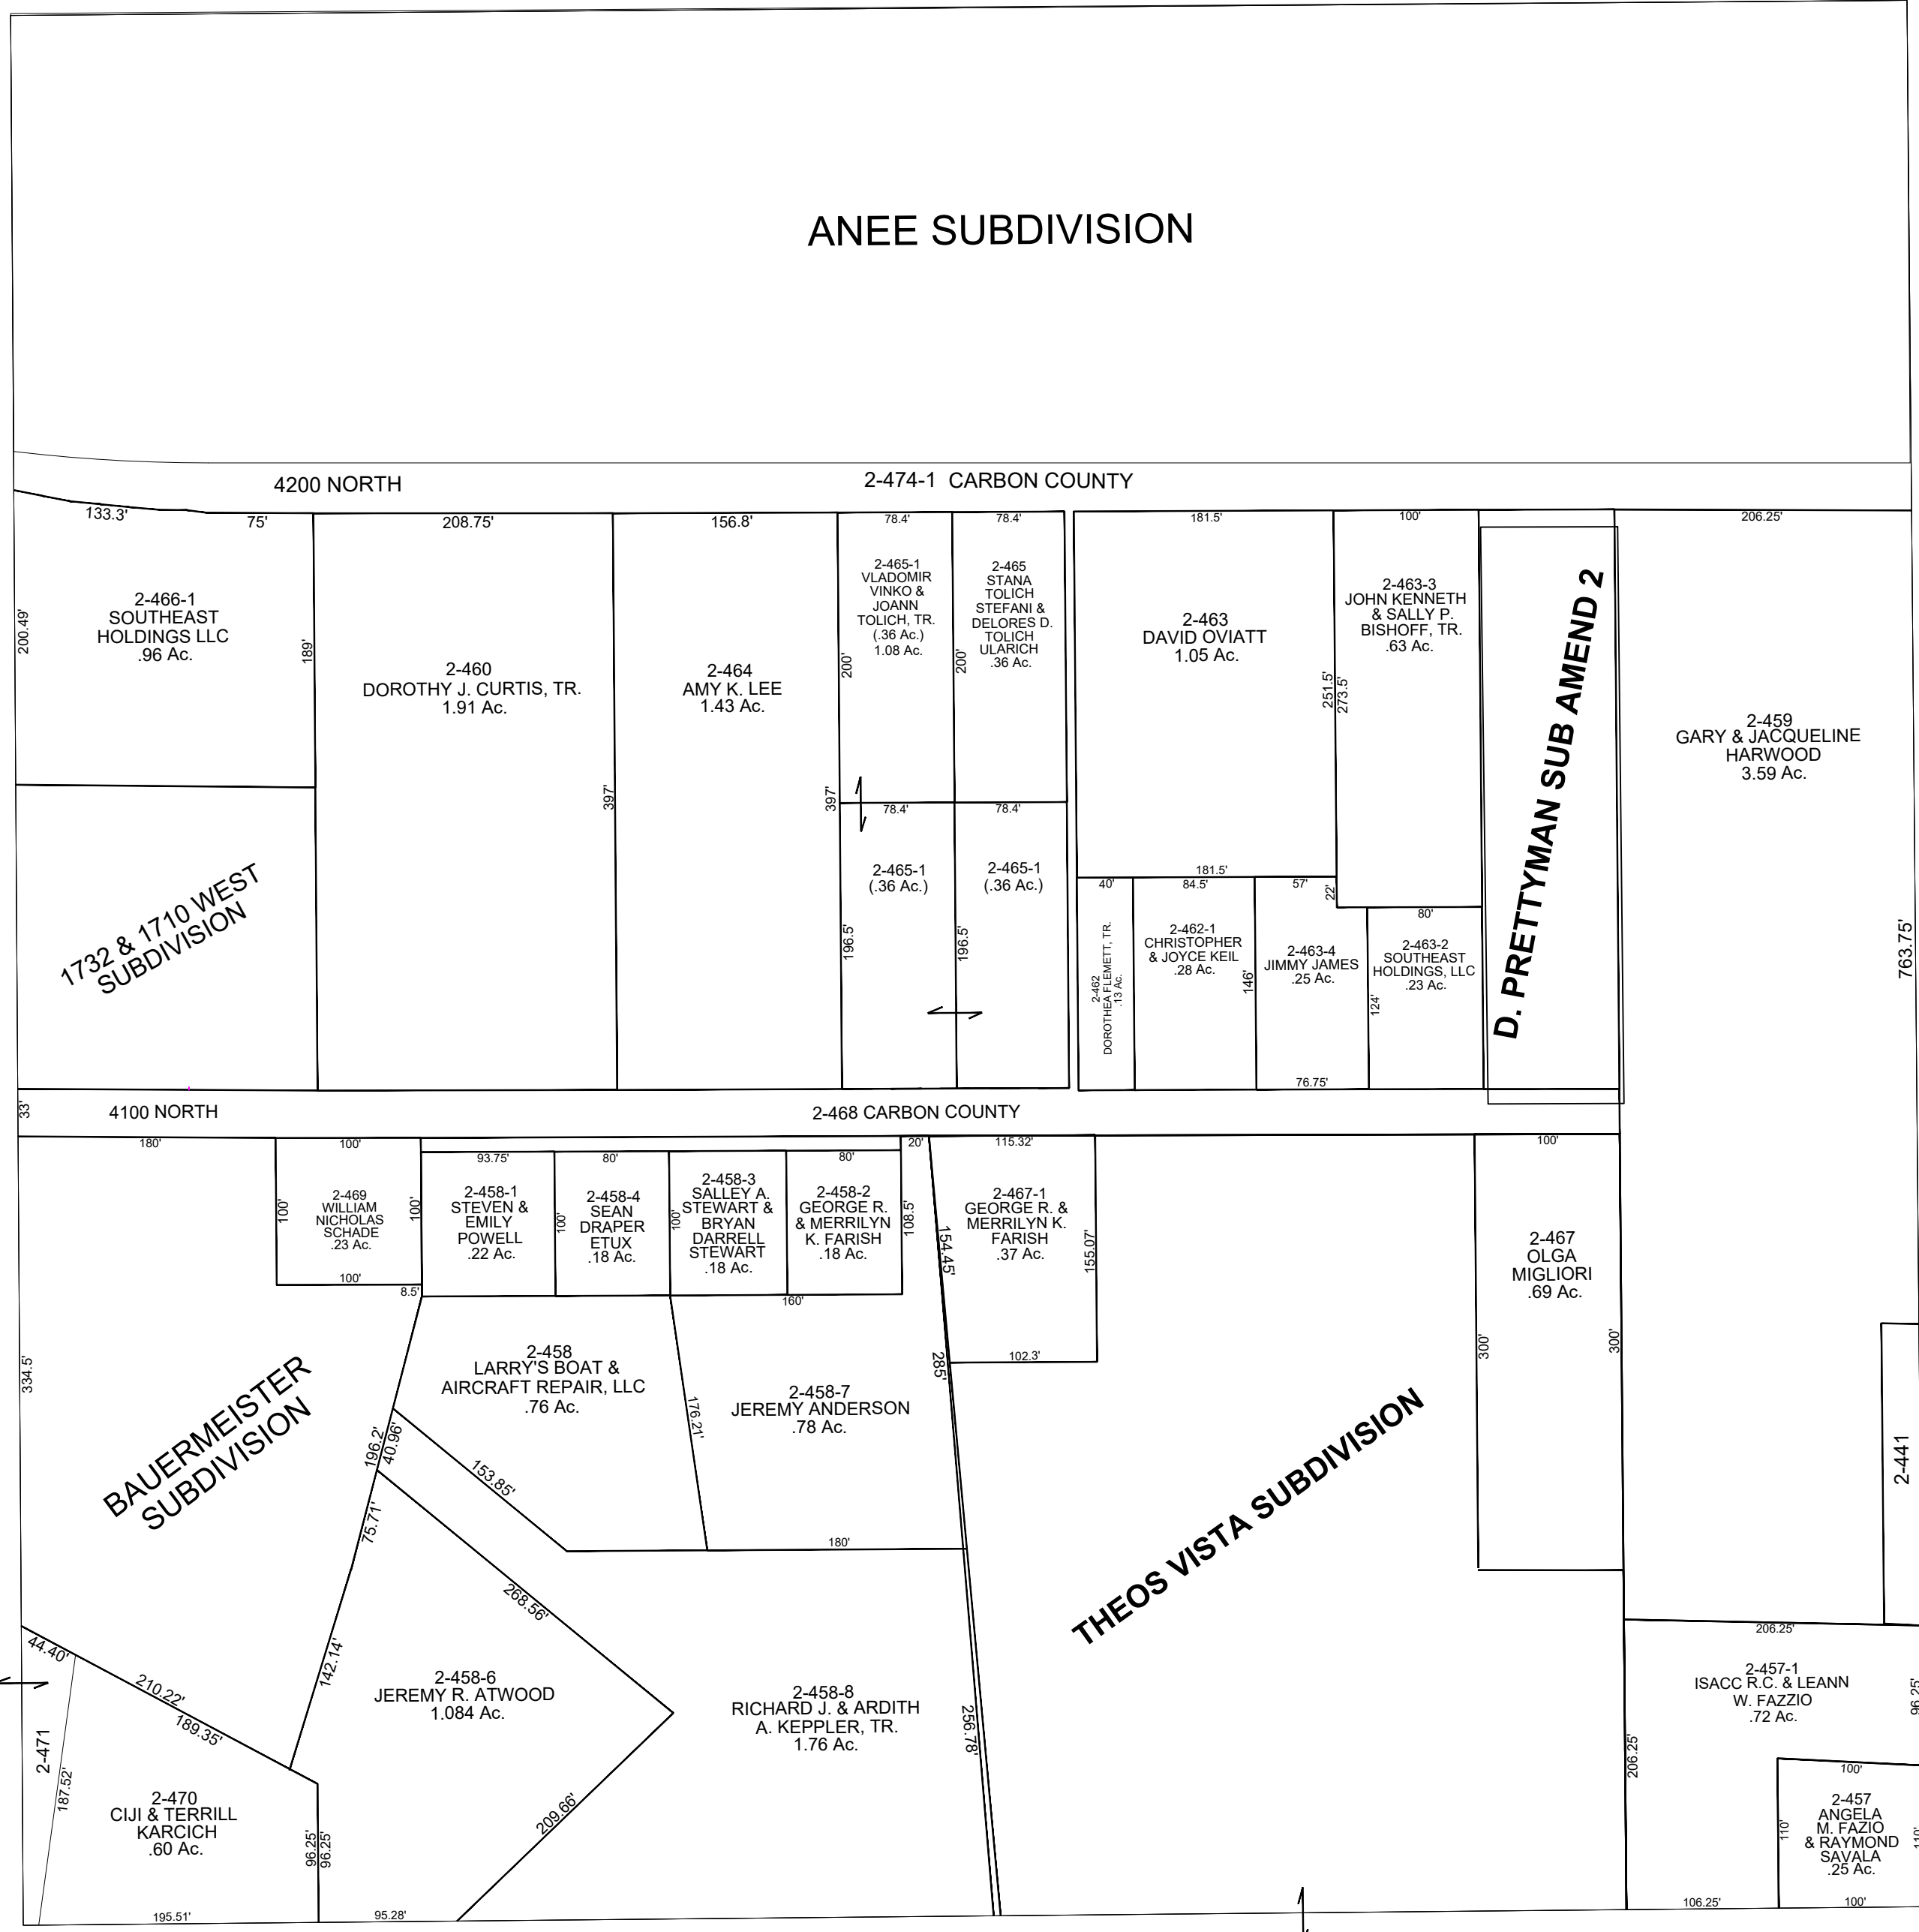 ANEE SUBDIVISION
4200 NORTH
2-474-1 CARBON COUNTY
133.3'
75'
208.75'
156.8'
78.4'
78.4'
181.5'
100'
206.25'
200.49'
2-466-1
SOUTHEAST
HOLDINGS LLC
.96 Ac.
189'
2-460
DOROTHY J. CURTIS, TR.
1.91 Ac.
397'
2-464
AMY K. LEE
1.43 Ac.
397'
2-465-1
VLADOMIR
VINKO &
JOANN
TOLICH, TR.
(.36 Ac.)
1.08 Ac.
200'
2-465
STANA
TOLICH
STEFANI &
DELORES D.
TOLICH
ULARICH
.36 Ac.
200'
2-463
DAVID OVIATT
1.05 Ac.
251.5'
273.5'
2-463-3
JOHN KENNETH
& SALLY P.
BISHOFF, TR.
.63 Ac.
D. PRETTYMAN SUB AMEND 2
2-459
GARY & JACQUELINE
HARWOOD
3.59 Ac.
763.75'
1732 & 1710 WEST
SUBDIVISION
78.4'
78.4'
2-465-1
(.36 Ac.)
2-465-1
(.36 Ac.)
196.5'
196.5'
181.5'
40'
84.5'
57'
22'
80'
2-462
DOROTHEA FLEMETT, TR.
.13 Ac.
2-462-1
CHRISTOPHER
& JOYCE KEIL
.28 Ac.
146'
2-463-4
JIMMY JAMES
.25 Ac.
124'
2-463-2
SOUTHEAST
HOLDINGS, LLC
.23 Ac.
76.75'
33'
4100 NORTH
2-468 CARBON COUNTY
180'
100'
93.75'
80'
80'
20'
115.32'
100'
100'
2-469
WILLIAM
NICHOLAS
SCHADE
.23 Ac.
100'
100'
8.5'
2-458-1
STEVEN &
EMILY
POWELL
.22 Ac.
100'
2-458-4
SEAN
DRAPER
ETUX
.18 Ac.
100'
2-458-3
SALLEY A.
STEWART &
BRYAN
DARRELL
STEWART
.18 Ac.
2-458-2
GEORGE R.
& MERRILYN
K. FARISH
.18 Ac.
108.5'
160'
154.45'
2-467-1
GEORGE R. &
MERRILYN K.
FARISH
.37 Ac.
155.07'
102.3'
285'
2-467
OLGA
MIGLIORI
.69 Ac.
300'
300'
334.5'
BAUERMEISTER
SUBDIVISION
2-458
LARRY'S BOAT &
AIRCRAFT REPAIR, LLC
.76 Ac.
176.21'
2-458-7
JEREMY ANDERSON
.78 Ac.
180'
196.2'
40.96'
153.85'
75.71'
268.56'
THEOS VISTA SUBDIVISION
2-441
44.40'
210.22'
189.35'
142.14'
2-458-6
JEREMY R. ATWOOD
1.084 Ac.
209.66'
2-458-8
RICHARD J. & ARDITH
A. KEPPLER, TR.
1.76 Ac.
256.78'
206.25'
2-457-1
ISACC R.C. & LEANN
W. FAZZIO
.72 Ac.
96.25'
206.25'
2-471
187.52'
2-470
CIJI & TERRILL
KARCICH
.60 Ac.
96.25'
96.25'
195.51'
95.28'
100'
110'
2-457
ANGELA
M. FAZIO
& RAYMOND
SAVALA
.25 Ac.
110'
106.25'
100'